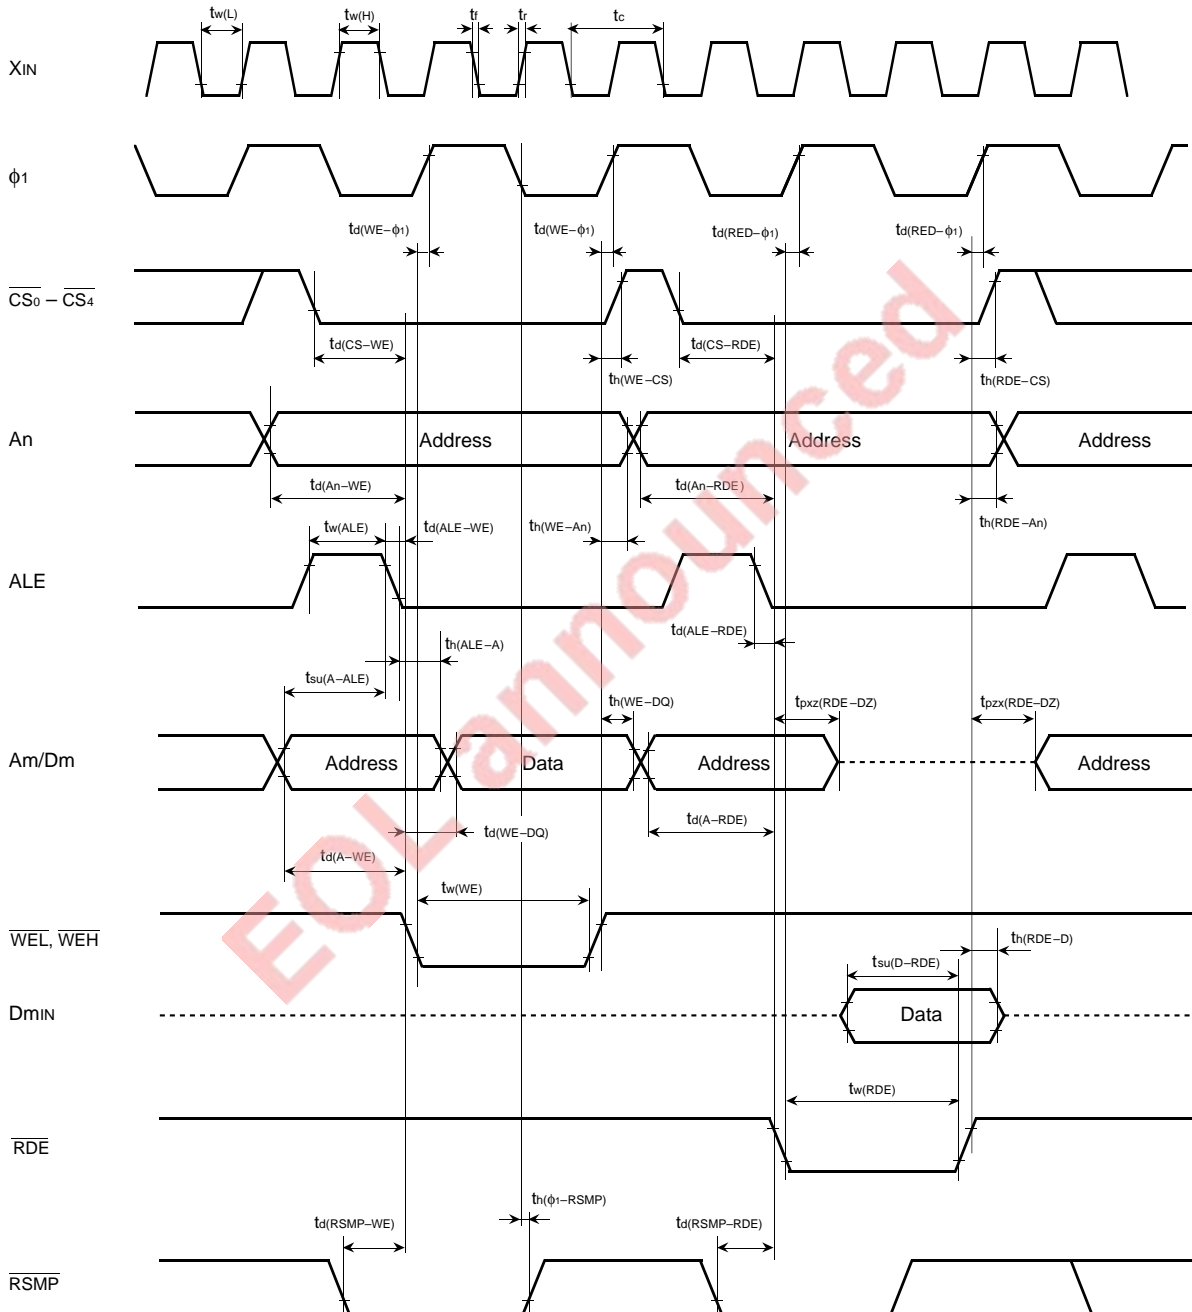 tw(L) tw(H) tf tr tc
XIN
ϕ1
td(WE–ϕ1) td(WE–ϕ1) td(RED–ϕ1) td(RED–ϕ1)
CS0 – CS4
td(CS–WE) td(CS–RDE)
th(WE–CS) th(RDE–CS)
An Address Address Address
td(An–WE) td(An–RDE)
tw(ALE) td(ALE–WE) th(WE–An) th(RDE–An)
ALE
td(ALE–RDE)
th(ALE–A)
tsu(A–ALE)
th(WE–DQ) tpxz(RDE–DZ) tpzx(RDE–DZ)
Am/Dm Address Data Address Address
td(WE–DQ) td(A–RDE)
td(A–WE)
tw(WE)
WEL, WEH
th(RDE–D)
tsu(D–RDE)
DmIN Data
tw(RDE)
RDE
th(ϕ1–RSMP)
td(RSMP–WE) td(RSMP–RDE)
RSMP
EOL announced